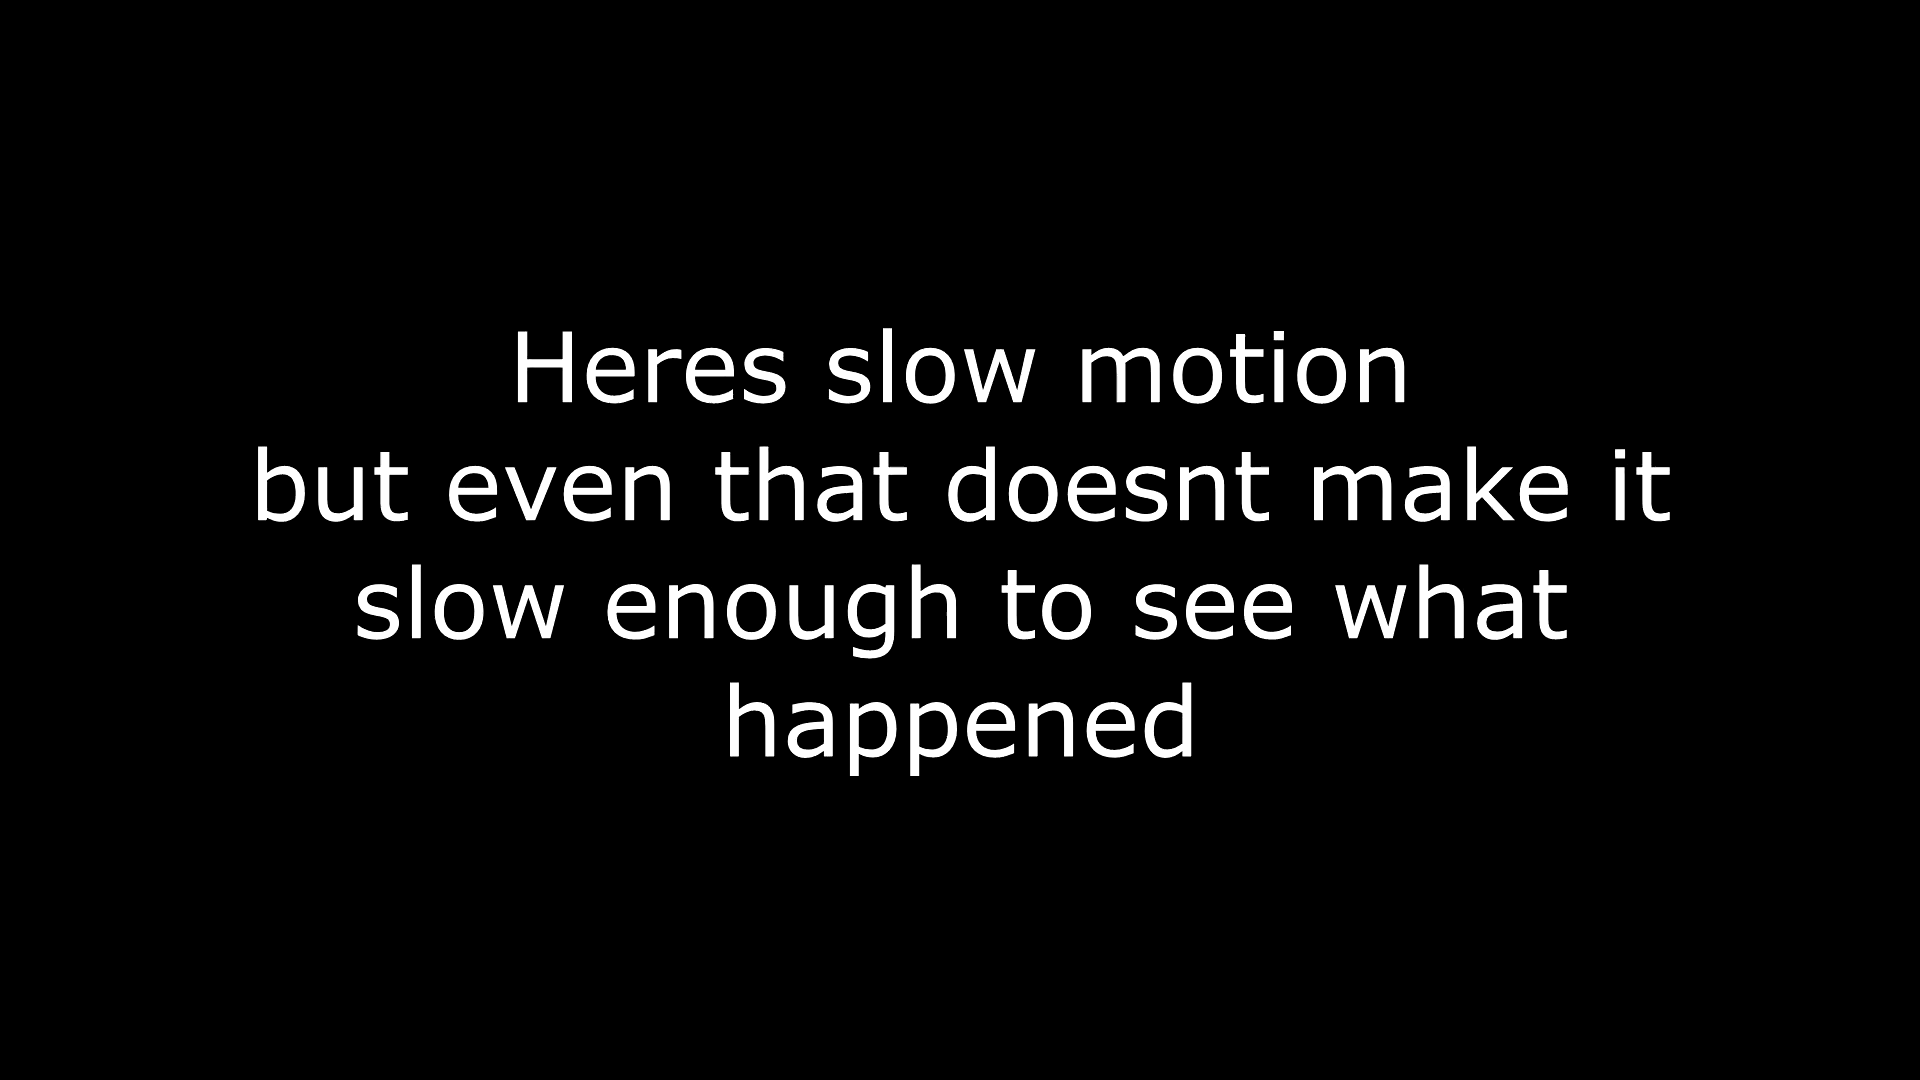 Heres slow motion
but even that doesnt make it
slow enough to see what
happened